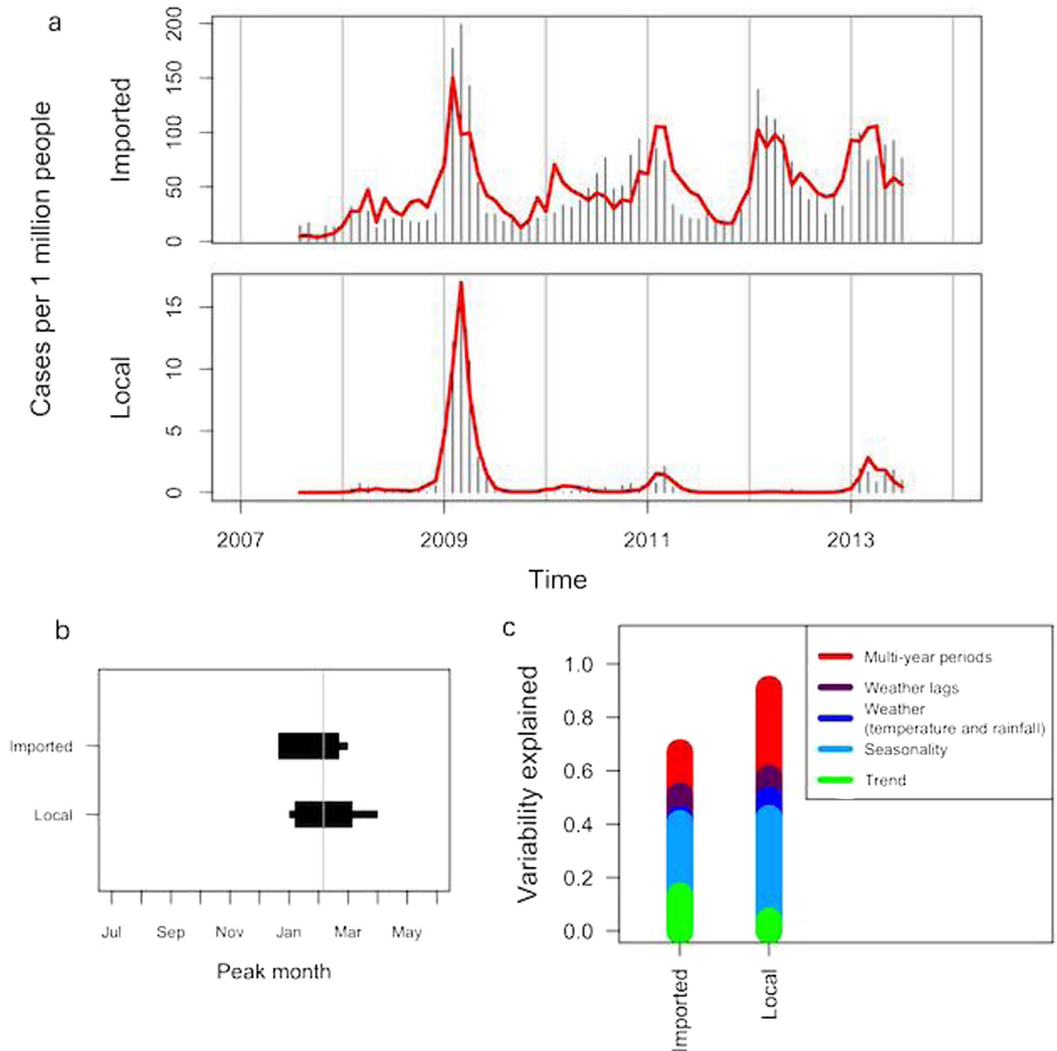 a
Cases per 1 million people
Imported
200
150
100
50
0
Local
15
10
5
0
2007 2009 2011 2013
Time
b
Imported
Local
Jul Sep Nov Jan Mar May
Peak month
c
Variability explained
1.0
0.8
0.6
0.4
0.2
0.0
Imported
Local
Multi-year periods
Weather lags
Weather
(temperature and rainfall)
Seasonality
Trend